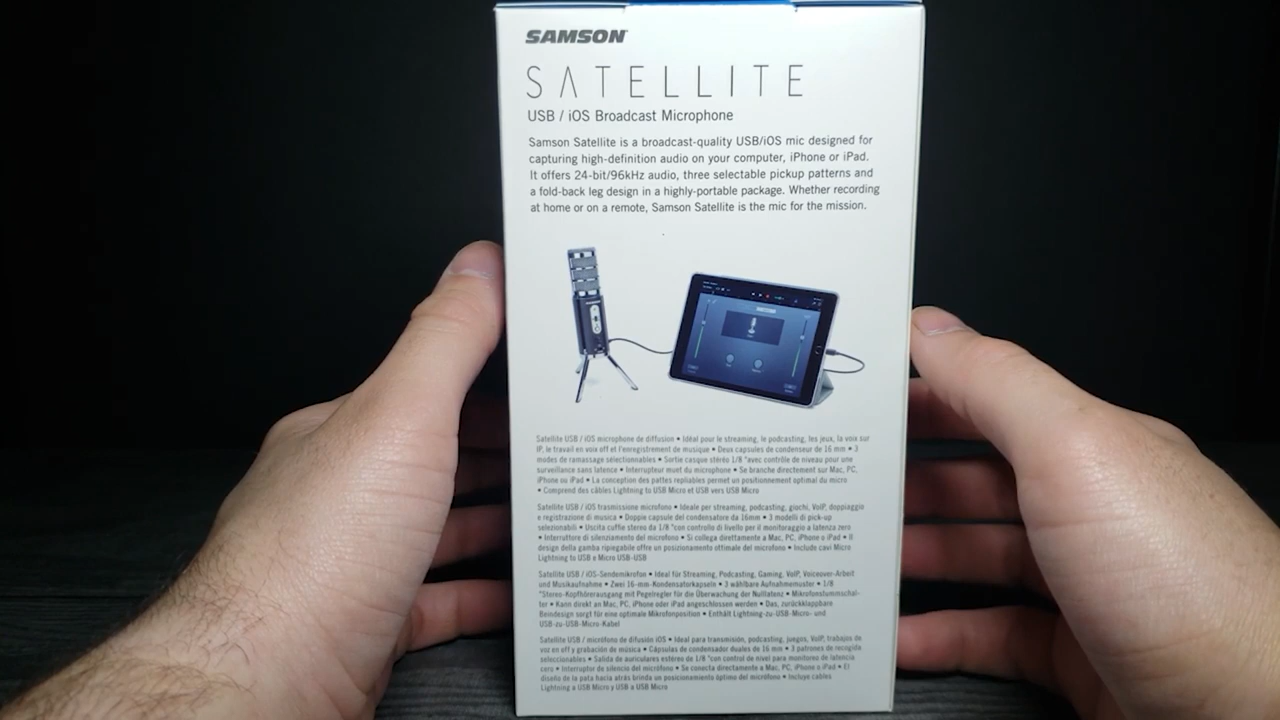 SAMSON
SATELLITE
USB / iOS Broadcast Microphone
Samson Satellite is a broadcast-quality USB/iOS mic designed for
capturing high-definition audio on your computer, iPhone or iPad.
It offers 24-bit/96kHz audio, three selectable pickup patterns and
a fold-back leg design in a highly-portable package. Whether recording
at home or on a remote, Samson Satellite is the mic for the mission.
Satellite USB / iOS microphone de diffusion • Idéal pour le streaming, le podcasting, les jeux, la voix sur
IP, le travail en voix off et l'enregistrement de musique • Deux capsules de condenseur de 16 mm • 3
modes de ramassage sélectionnables • Sortie casque stéréo 1/8 "avec contrôle de niveau pour une
surveillance sans latence • Interrupteur muet du microphone • Se branche directement sur Mac, PC,
iPhone ou iPad • La conception des pattes repliables permet un positionnement optimal du micro
• Comprend des câbles Lightning to USB Micro et USB vers USB Micro
Satellite USB / iOS trasmissione microfono • Ideale per streaming, podcasting, giochi, VoIP, doppiaggio
e registrazione di musica • Doppie capsule del condensatore da 16mm • 3 modelli di pick-up
selezionabili • Uscita cuffie stereo da 1/8 "con controllo di livello per il monitoraggio a latenza zero
• Interruttore di silenziamento del microfono • Si collega direttamente a Mac, PC, iPhone o iPad • Il
design della gamba ripiegabile offre un posizionamento ottimale del microfono • Include cavi Micro
Lightning to USB e Micro USB-USB
Satellite USB / iOS-Sendemikrofon • Ideal für Streaming, Podcasting, Gaming, VoIP, Voiceover-Arbeit
und Musikaufnahme • Zwei 16-mm-Kondensatorkapseln • 3 wählbare Aufnahmemuster • 1/8
"Stereo-Kopfhörerausgang mit Pegelregler für die Überwachung der Nulllatenz • Mikrofonstummschal-
ter • Kann direkt an Mac, PC, iPhone oder iPad angeschlossen werden • Das, zurückklappbare
Beindesign sorgt für eine optimale Mikrofonposition • Enthält Lightning-zu-USB-Micro- und
USB-zu-USB-Micro-Kabel
Satellite USB / micrófono de difusión iOS • Ideal para transmisión, podcasting, juegos, VoIP, trabajos de
voz en off y grabación de música • Cápsulas de condensador duales de 16 mm • 3 patrones de recogida
seleccionables • Salida de auriculares estéreo de 1/8 "con control de nivel para monitoreo de latencia
cero • Interruptor de silencio del micrófono • Se conecta directamente a Mac, PC, iPhone o iPad • El
diseño de la pata hacia atrás brinda un posicionamiento óptimo del micrófono • Incluye cables
Lightning a USB Micro y USB a USB Micro